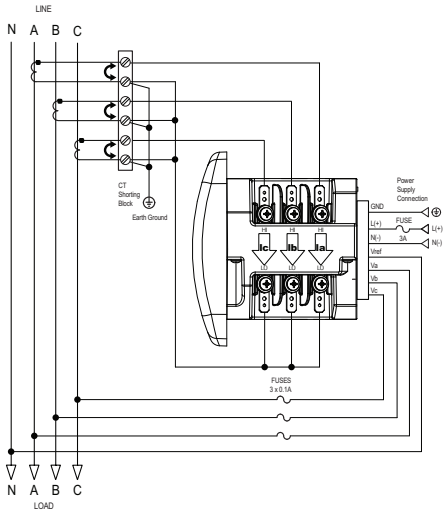 LINE
N A B C
CT
Shorting
Block
Earth Ground
Power
Supply
Connection
GND
L(+)
FUSE
L(+)
N(-)
3A
N(-)
Vref
Va
Vb
Vc
HI HI HI
Ic Ib Ia
LO LO LO
FUSES
3 x 0.1A
N A B C
LOAD